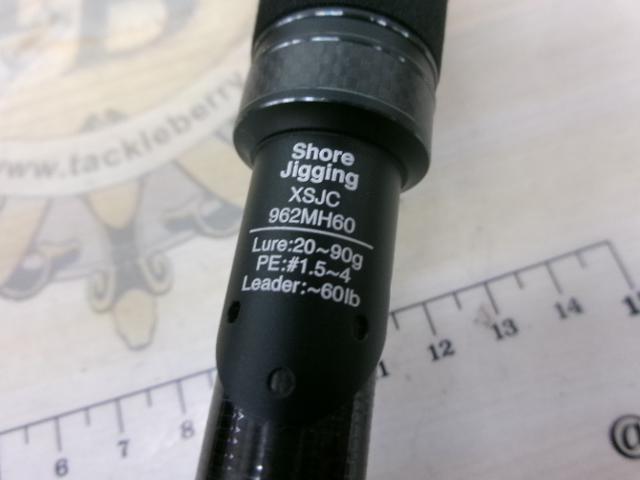 B
www.tackleberry
Shore
Jigging
XSJC
962MH60
Lure:20~90g
PE:#1.5~4
Leader:~60lb
6 7 8 11 12 13 14 15
@